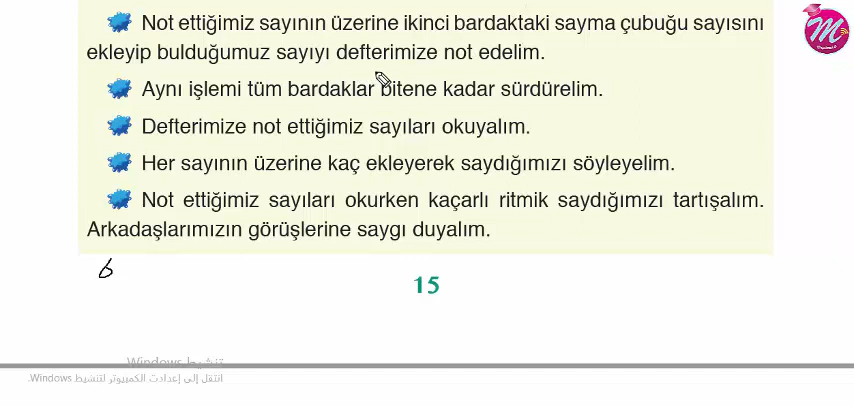 Not ettiğimiz sayının üzerine ikinci bardaktaki sayma çubuğu sayısını
ekleyip bulduğumuz sayıyı defterimize not edelim.
Aynı işlemi tüm bardaklar bitene kadar sürdürelim.
Defterimize not ettiğimiz sayıları okuyalım.
Her sayının üzerine kaç ekleyerek saydığımızı söyleyelim.
Not ettiğimiz sayıları okurken kaçarlı ritmik saydığımızı tartışalım.
Arkadaşlarımızın görüşlerine saygı duyalım.
6
15
تنشيط Windows
انتقل إلى إعدادات الكمبيوتر لتنشيط Windows.